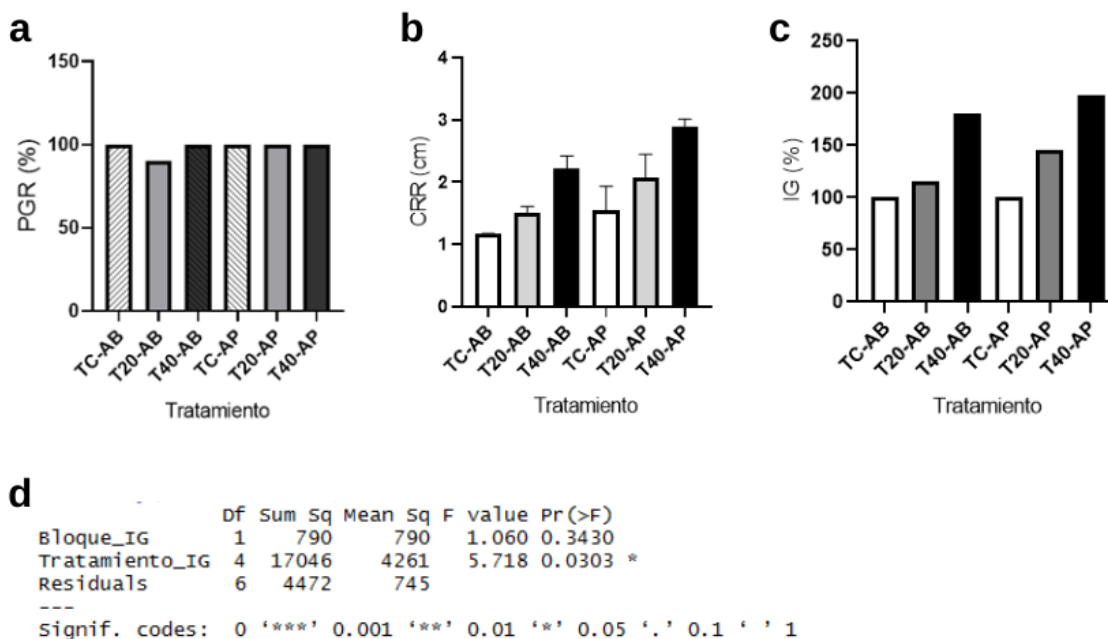 a
PGR (%)
150
100
50
0
TC-AB
T20-AB
T40-AB
TC-AP
T20-AP
T40-AP
Tratamiento
b
CRR (cm)
4
3
2
1
0
TC-AB
T20-AB
T40-AB
TC-AP
T20-AP
T40-AP
Tratamiento
c
IG (%)
250
200
150
100
50
0
TC-AB
T20-AB
T40-AB
TC-AP
T20-AP
T40-AP
Tratamiento
d
Df Sum Sq Mean Sq F value Pr(>F)
Bloque_IG 1 790 790 1.060 0.3430
Tratamiento_IG 4 17046 4261 5.718 0.0303 *
Residuals 6 4472 745
---
Signif. codes: 0 ‘***’ 0.001 ‘**’ 0.01 ‘*’ 0.05 ‘.’ 0.1 ‘ ’ 1